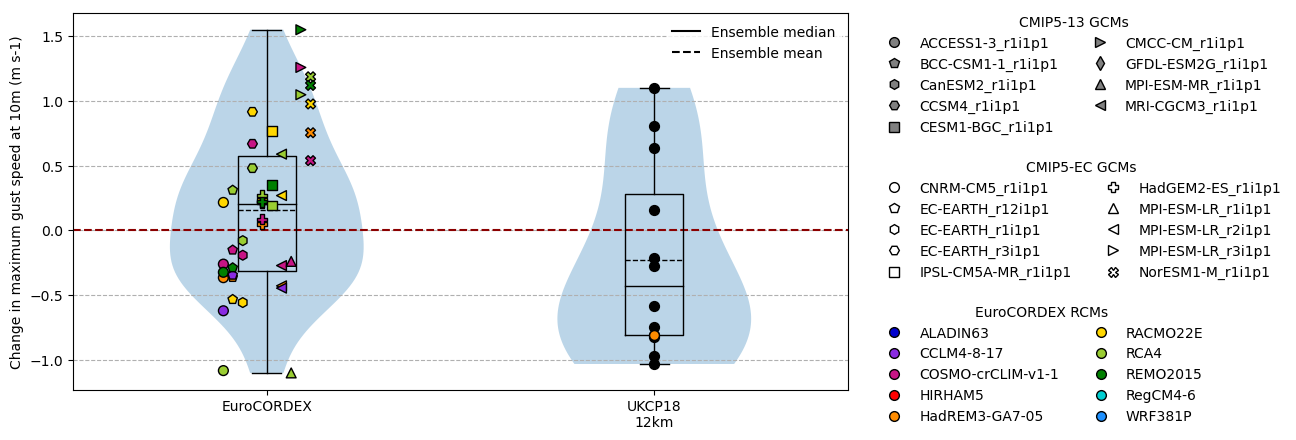 Change in maximum gust speed at 10m (m s-1)
1.5
1.0
0.5
0.0
−0.5
−1.0
EuroCORDEX
UKCP18
12km
Ensemble median
Ensemble mean
CMIP5-13 GCMs
ACCESS1-3_r1i1p1
BCC-CSM1-1_r1i1p1
CanESM2_r1i1p1
CCSM4_r1i1p1
CESM1-BGC_r1i1p1
CMCC-CM_r1i1p1
GFDL-ESM2G_r1i1p1
MPI-ESM-MR_r1i1p1
MRI-CGCM3_r1i1p1
CMIP5-EC GCMs
CNRM-CM5_r1i1p1
EC-EARTH_r12i1p1
EC-EARTH_r1i1p1
EC-EARTH_r3i1p1
IPSL-CM5A-MR_r1i1p1
HadGEM2-ES_r1i1p1
MPI-ESM-LR_r1i1p1
MPI-ESM-LR_r2i1p1
MPI-ESM-LR_r3i1p1
NorESM1-M_r1i1p1
EuroCORDEX RCMs
ALADIN63
CCLM4-8-17
COSMO-crCLIM-v1-1
HIRHAM5
HadREM3-GA7-05
RACMO22E
RCA4
REMO2015
RegCM4-6
WRF381P